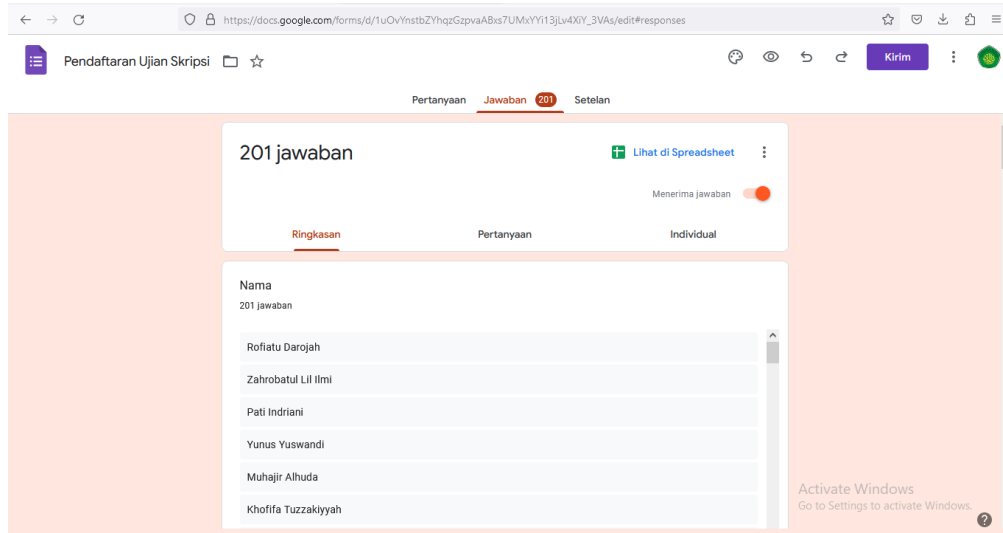 https://docs.google.com/forms/d/1uOvYnstbZYhqzGzpvaABxs7UMxYYi13jLv4XiY_3VAs/edit#responses
Pendaftaran Ujian Skripsi
Kirim
Pertanyaan Jawaban 201 Setelan
201 jawaban
Lihat di Spreadsheet
Menerima jawaban
Ringkasan Pertanyaan Individual
Nama
201 jawaban
Rofiatu Darojah
Zahrobatul Lil Ilmi
Pati Indriani
Yunus Yuswandi
Muhajir Alhuda
Khofifa Tuzzakiyyah
Activate Windows
Go to Settings to activate Windows.